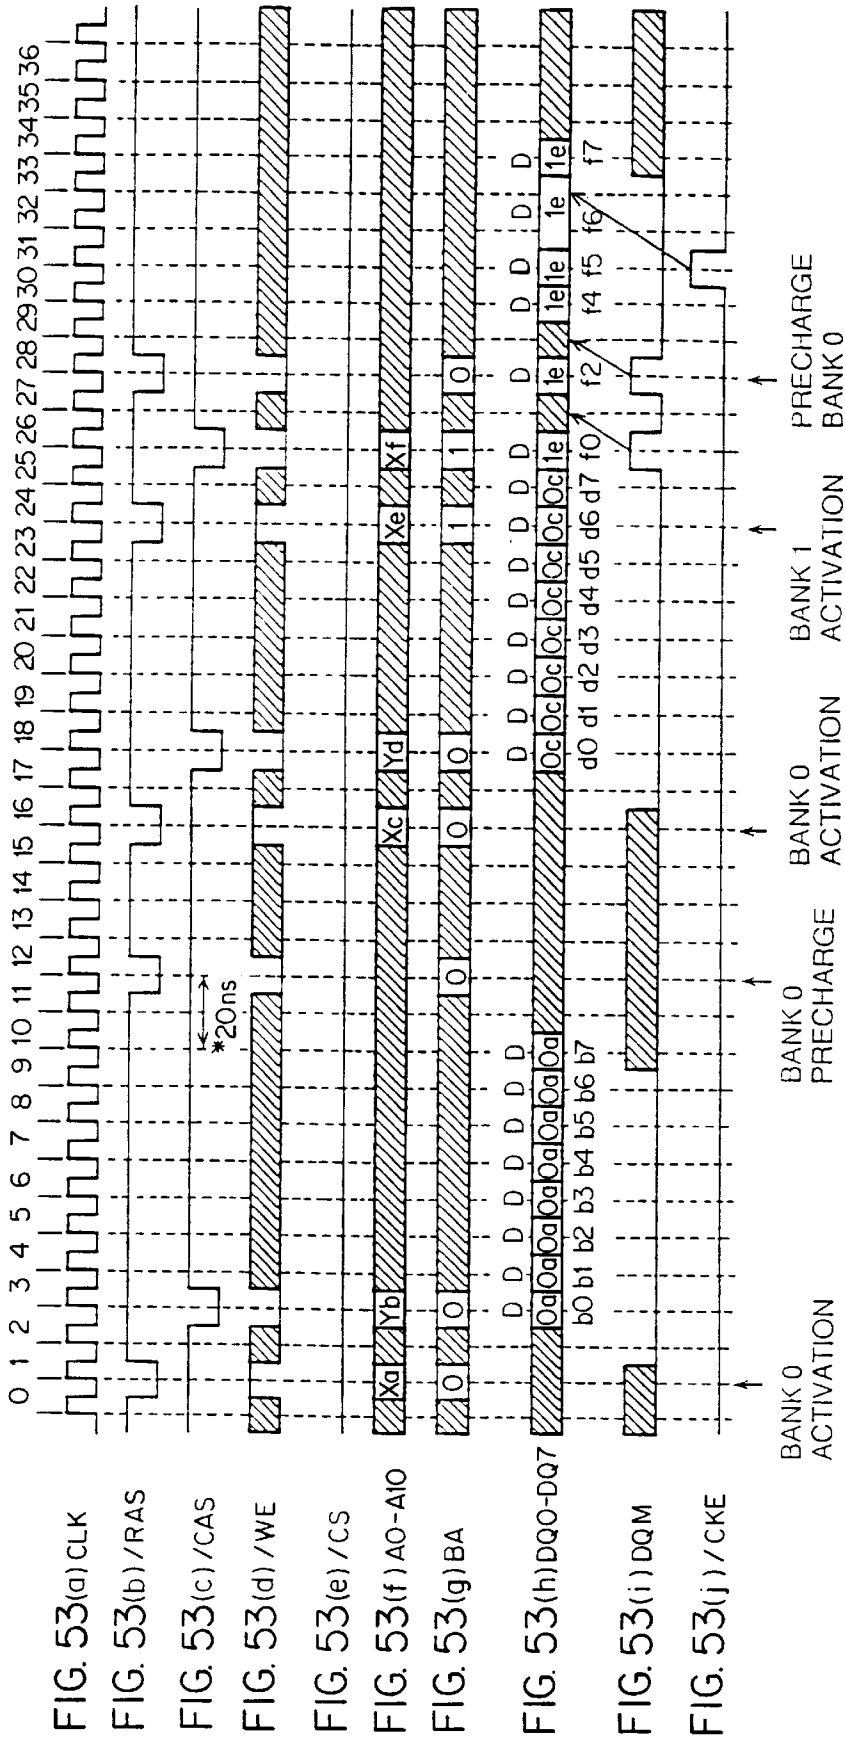 0 1 2 3 4 5 6 7 8 9 10 11 12 13 14 15 16 17 18 19 20 21 22 23 24 25 26 27 28 29 30 31 32 33 34 35 36
FIG. 53(a) CLK
FIG. 53(b) /RAS
FIG. 53(c) /CAS
*20ns
FIG. 53(d) /WE
FIG. 53(e) /CS
FIG. 53(f) A0-A10 Xa Yb Xc Yd Xe Xf
FIG. 53(g) BA 0 0 0 0 0 1 1 0
D D D D D D D D D D D D D D D D D D D D D D
FIG. 53(h) DQ0-DQ7 0a 0a 0a 0a 0a 0a 0a 0a 0c 0c 0c 0c 0c 0c 0c 0c 1e 1e 1e 1e 1e 1e
b0 b1 b2 b3 b4 b5 b6 b7 d0 d1 d2 d3 d4 d5 d6 d7 f0 f2 f4 f5 f6 f7
FIG. 53(i) DQM
FIG. 53(j) /CKE
BANK 0
ACTIVATION
BANK 0
PRECHARGE
BANK 0
ACTIVATION
BANK 1
ACTIVATION
PRECHARGE
BANK 0